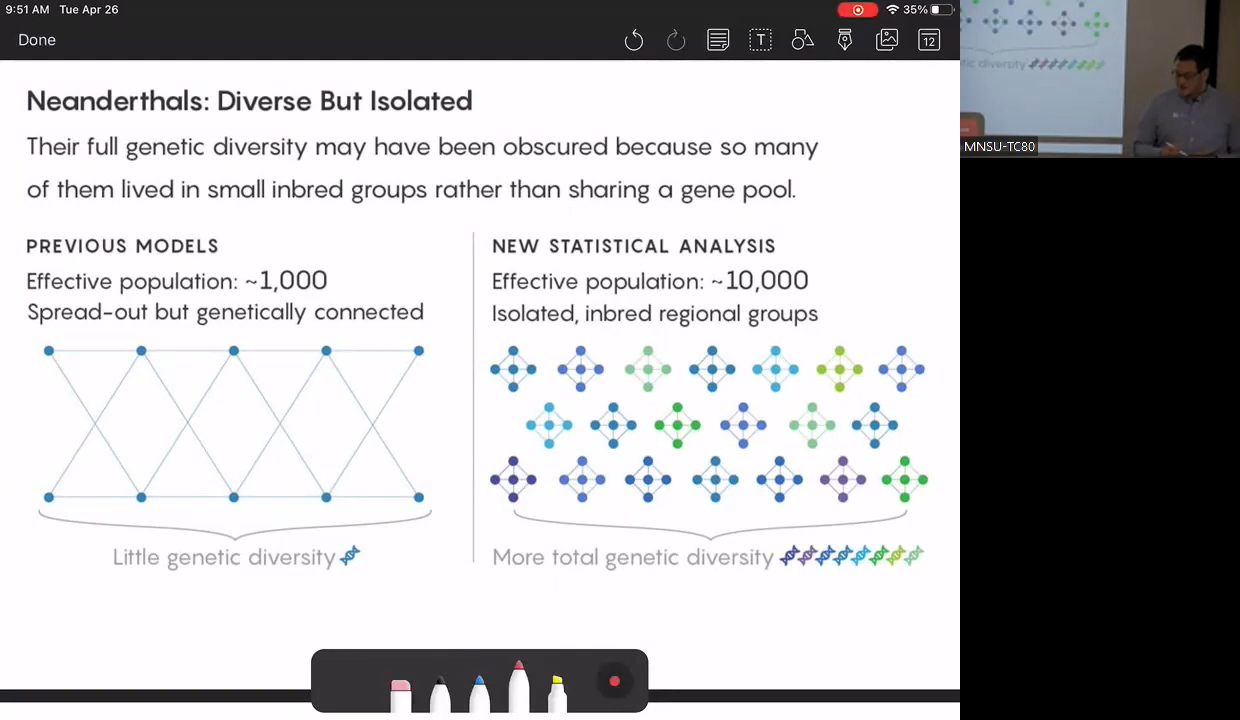 9:51 AM Tue Apr 26
35%
Done
T
12
Neanderthals: Diverse But Isolated
Their full genetic diversity may have been obscured because so many
of them lived in small inbred groups rather than sharing a gene pool.
PREVIOUS MODELS
Effective population: ~1,000
Spread-out but genetically connected
Little genetic diversity
NEW STATISTICAL ANALYSIS
Effective population: ~10,000
Isolated, inbred regional groups
More total genetic diversity
diversity
MNSU-TC80